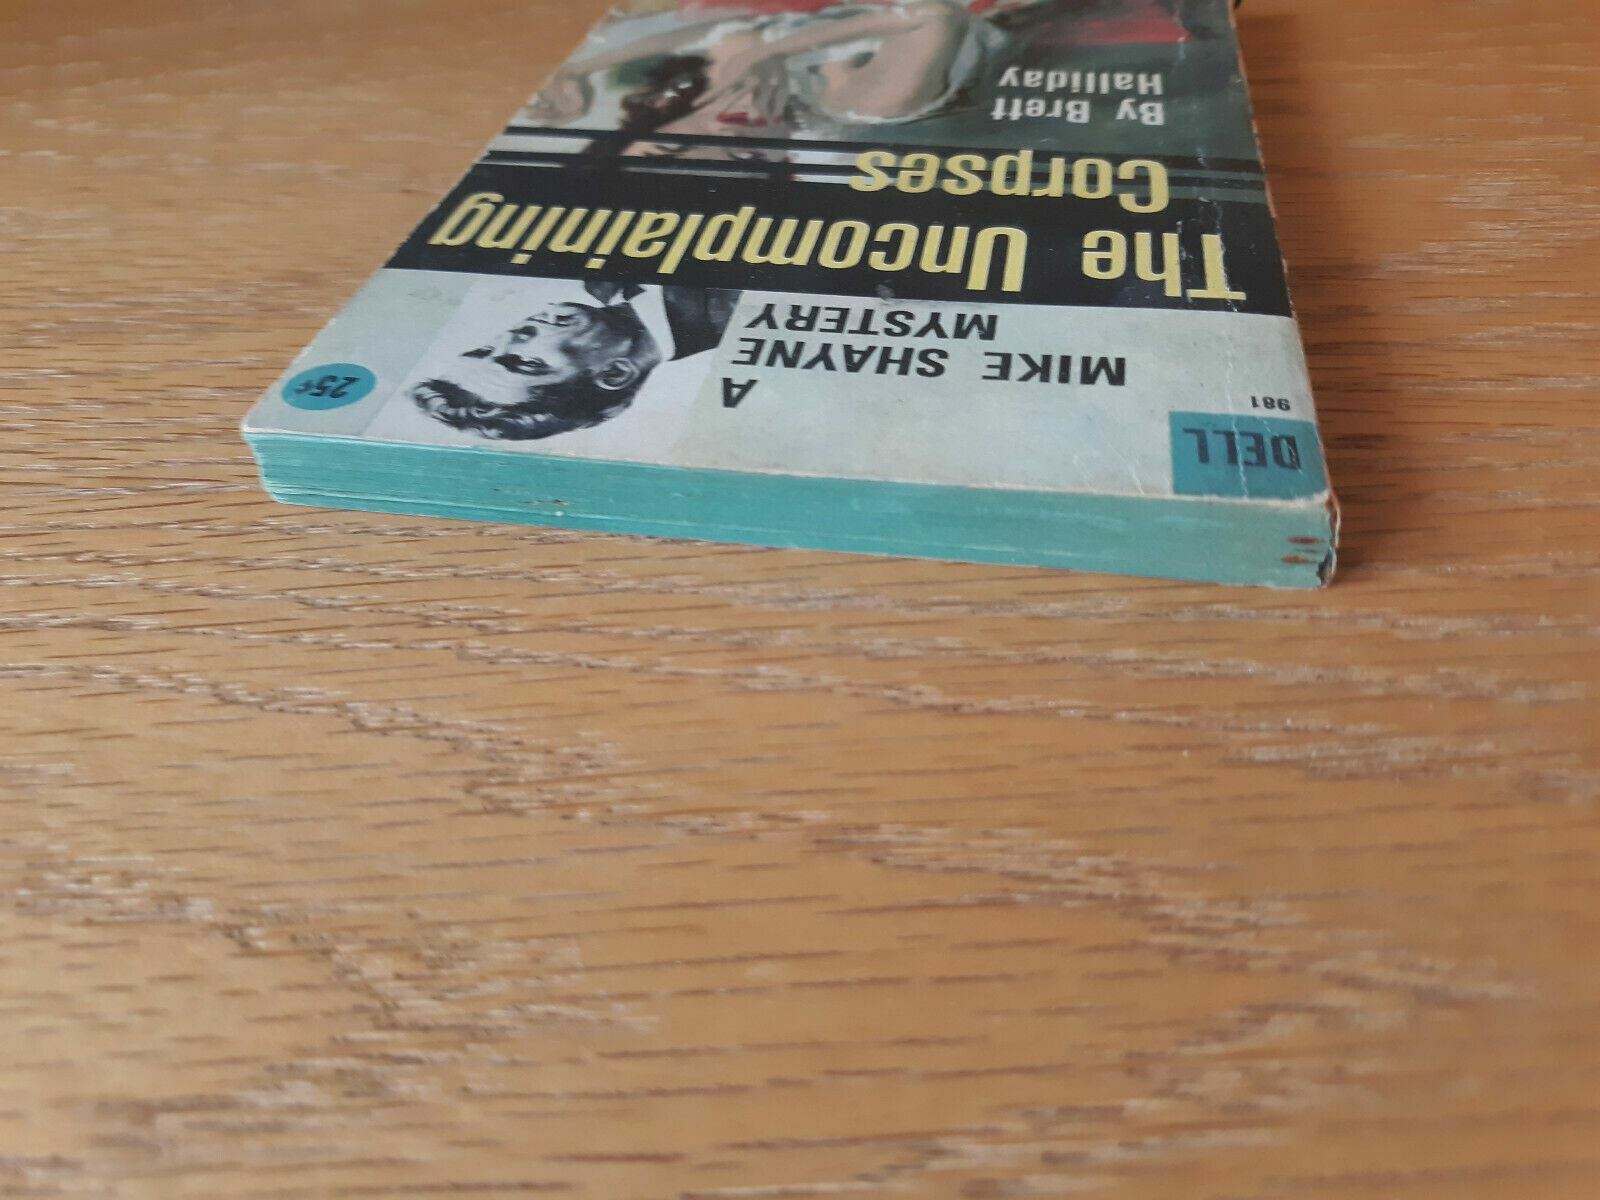 DELL
981
A
MIKE SHAYNE
MYSTERY
25¢
The Uncomplaining
Corpses
By Brett
Halliday